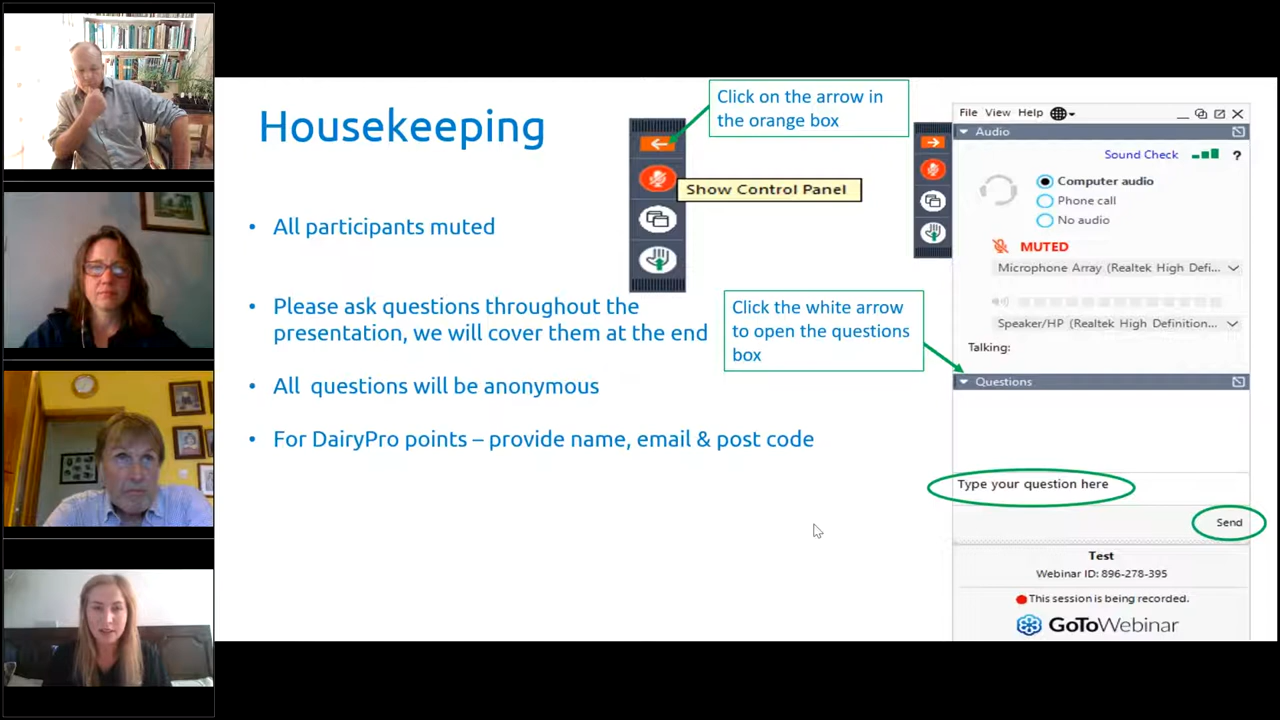 Housekeeping
• All participants muted
• Please ask questions throughout the
presentation, we will cover them at the end
• All questions will be anonymous
• For DairyPro points – provide name, email & post code
Click on the arrow in
the orange box
Show Control Panel
Click the white arrow
to open the questions
box
File View Help
Audio
Sound Check ?
Computer audio
Phone call
No audio
MUTED
Microphone Array (Realtek High Defi...
Speaker/HP (Realtek High Definition...
Talking:
Questions
Type your question here
Send
Test
Webinar ID: 896-278-395
This session is being recorded.
GoToWebinar